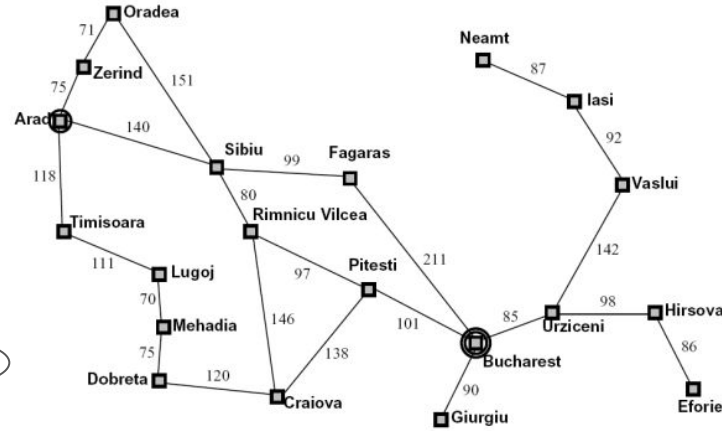 Oradea
71
Neamt
Zerind
87
75
151
Iasi
Arad
140
92
Sibiu
99
Fagaras
118
80
Vaslui
Timisoara
Rimnicu Vilcea
111
211
142
Lugoj
97
Pitesti
70
98
Hirsova
85
Mehadia
146
101
Urziceni
75
138
86
Bucharest
Dobreta
120
90
Craiova
Eforie
Giurgiu